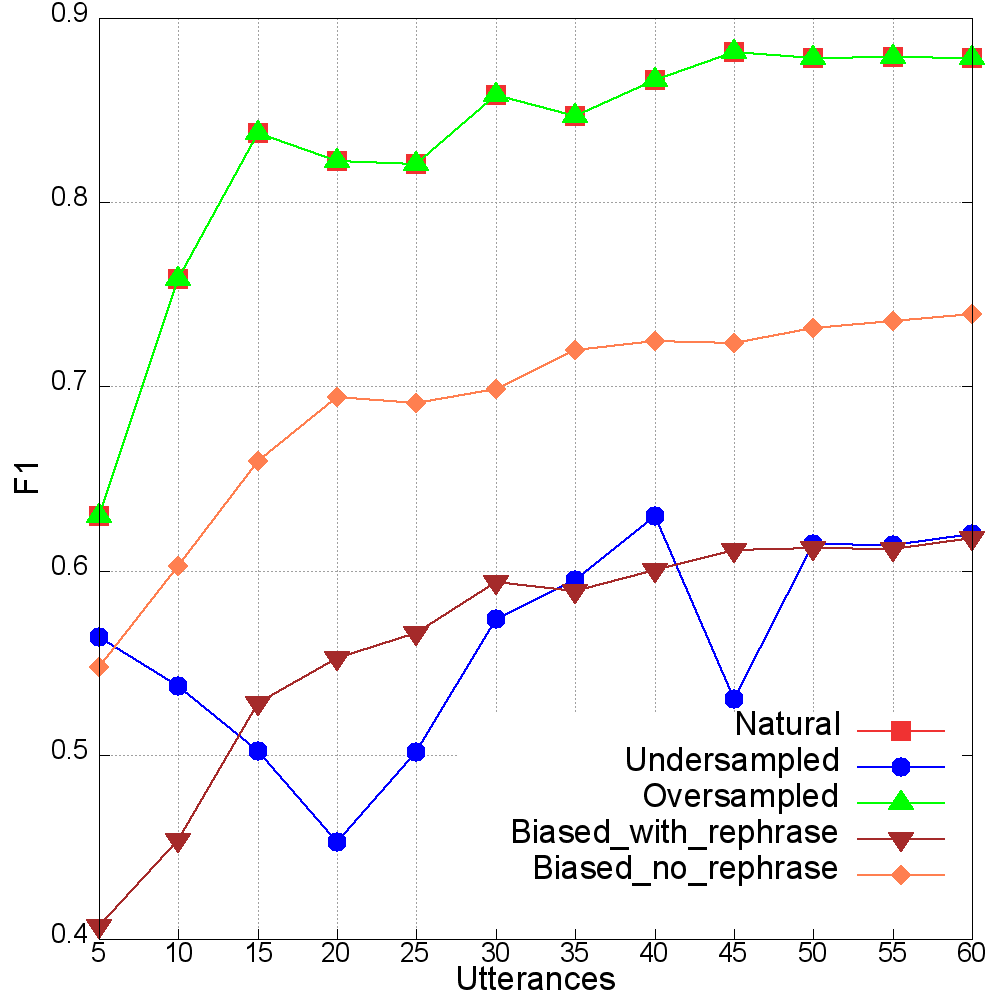 0.9
0.8
0.7
0.6
0.5
0.4
F1
5 10 15 20 25 30 35 40 45 50 55 60
Utterances
Natural
Undersampled
Oversampled
Biased_with_rephrase
Biased_no_rephrase